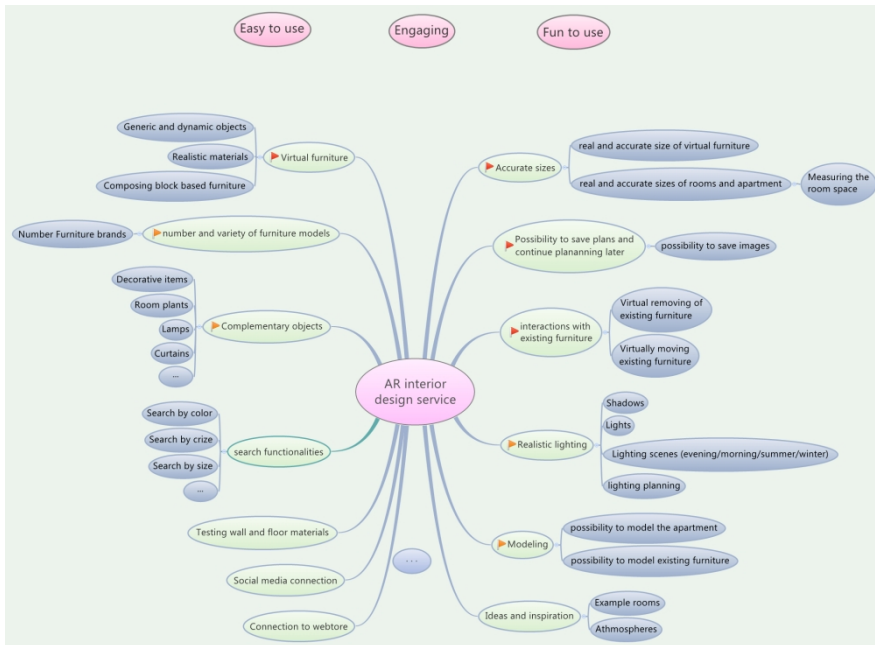 Easy to use
Engaging
Fun to use
Generic and dynamic objects
Realistic materials
Composing block based furniture
Virtual furniture
Number Furniture brands
number and variety of furniture models
Decorative items
Room plants
Lamps
Curtains
...
Complementary objects
Search by color
Search by crize
Search by size
...
search functionalities
Testing wall and floor materials
Social media connection
Connection to webtore
AR interior
design service
...
Accurate sizes
real and accurate size of virtual furniture
real and accurate sizes of rooms and apartment
Measuring the
room space
Possibility to save plans and
continue planannning later
possibility to save images
interactions with
existing furniture
Virtual removing of
existing furniture
Virtually moving
existing furniture
Realistic lighting
Shadows
Lights
Lighting scenes (evening/morning/summer/winter)
lighting planning
Modeling
possibility to model the apartment
possibility to model existing furniture
Ideas and inspiration
Example rooms
Athmospheres